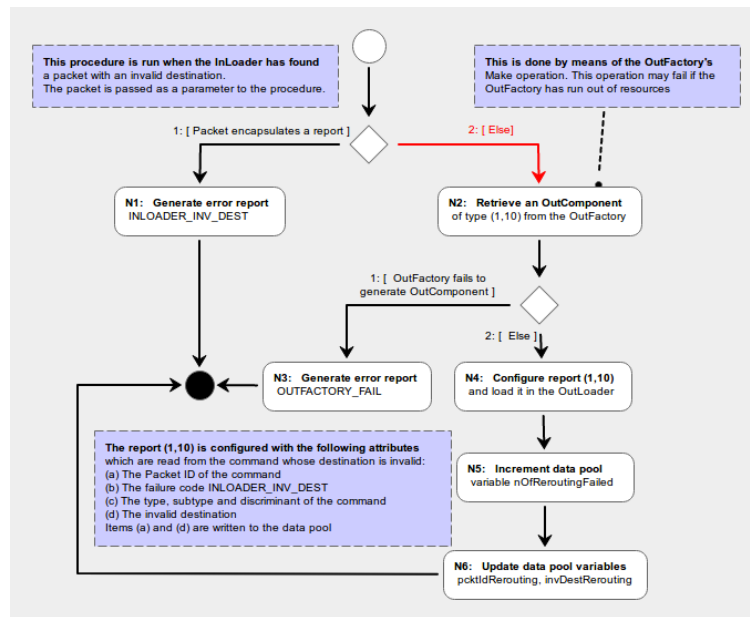 This procedure is run when the InLoader has found
a packet with an invalid destination.
The packet is passed as a parameter to the procedure.
This is done by means of the OutFactory's
Make operation. This operation may fail if the
OutFactory has run out of resources
1: [ Packet encapsulates a report ]
2: [ Else]
N1: Generate error report
INLOADER_INV_DEST
N2: Retrieve an OutComponent
of type (1,10) from the OutFactory
1: [ OutFactory fails to
generate OutComponent ]
2: [ Else ]
N3: Generate error report
OUTFACTORY_FAIL
N4: Configure report (1,10)
and load it in the OutLoader
The report (1,10) is configured with the following attributes
which are read from the command whose destination is invalid:
(a) The Packet ID of the command
(b) The failure code INLOADER_INV_DEST
(c) The type, subtype and discriminant of the command
(d) The invalid destination
Items (a) and (d) are written to the data pool
N5: Increment data pool
variable nOfReroutingFailed
N6: Update data pool variables
pcktIdRerouting, invDestRerouting